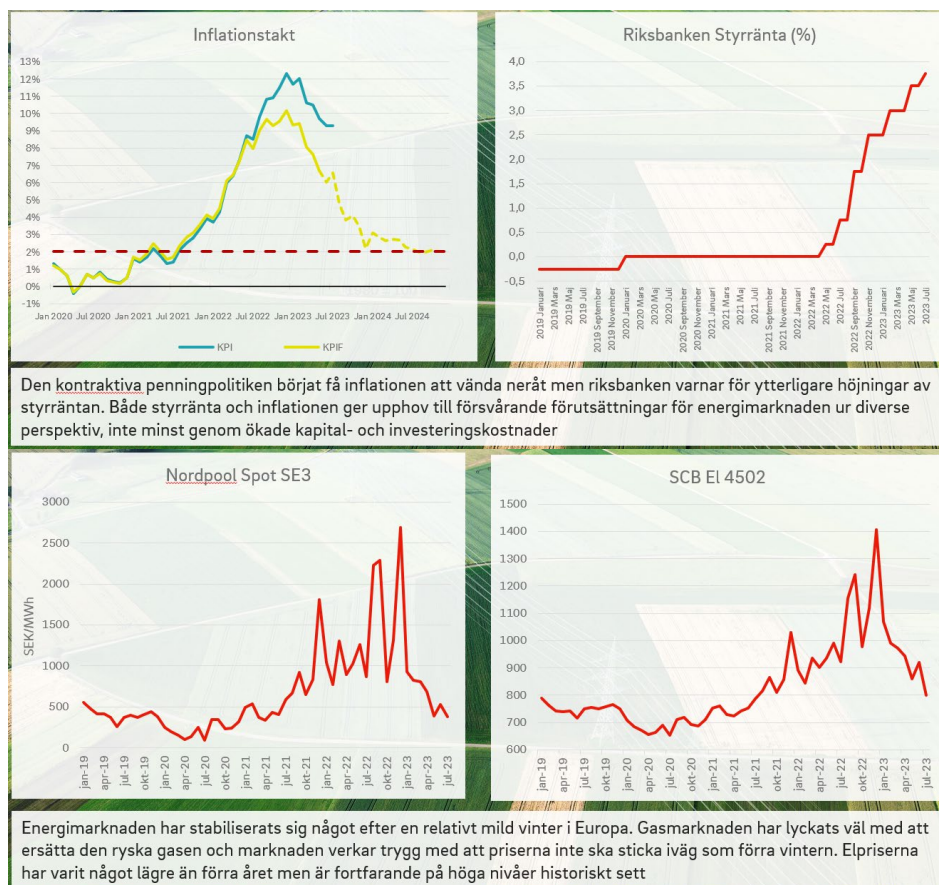 Inflationstakt
13%
12%
11%
10%
9%
8%
7%
6%
5%
4%
3%
2%
1%
0%
-1%
Jan 2020 Jul 2020 Jan 2021 Jul 2021 Jan 2022 Jul 2022 Jan 2023 Jul 2023 Jan 2024 Jul 2024
KPI KPIF
Riksbanken Styrränta (%)
4,0
3,5
3,0
2,5
2,0
1,5
1,0
0,5
0,0
-0,5
2019 Januari
2019 Mars
2019 Maj
2019 Juli
2019 September
2019 November
2020 Januari
2020 Mars
2020 Maj
2020 Juli
2020 September
2020 November
2021 Januari
2021 Mars
2021 Maj
2021 Juli
2021 September
2021 November
2022 Januari
2022 Mars
2022 Maj
2022 Juli
2022 September
2022 November
2023 Januari
2023 Mars
2023 Maj
2023 Juli
Den kontraktiva penningpolitiken börjat få inflationen att vända neråt men riksbanken varnar för ytterligare höjningar av
styrräntan. Både styrränta och inflationen ger upphov till försvårande förutsättningar för energimarknaden ur diverse
perspektiv, inte minst genom ökade kapital- och investeringskostnader
Nordpool Spot SE3
SEK/MWh
3000
2500
2000
1500
1000
500
0
jan-19
apr-19
jul-19
okt-19
jan-20
apr-20
jul-20
okt-20
jan-21
apr-21
jul-21
okt-21
jan-22
apr-22
jul-22
okt-22
jan-23
apr-23
jul-23
SCB El 4502
1500
1400
1300
1200
1100
1000
900
800
700
600
jan-19
apr-19
jul-19
okt-19
jan-20
apr-20
jul-20
okt-20
jan-21
apr-21
jul-21
okt-21
jan-22
apr-22
jul-22
okt-22
jan-23
apr-23
jul-23
Energimarknaden har stabiliserats sig något efter en relativt mild vinter i Europa. Gasmarknaden har lyckats väl med att
ersätta den ryska gasen och marknaden verkar trygg med att priserna inte ska sticka iväg som förra vintern. Elpriserna
har varit något lägre än förra året men är fortfarande på höga nivåer historiskt sett